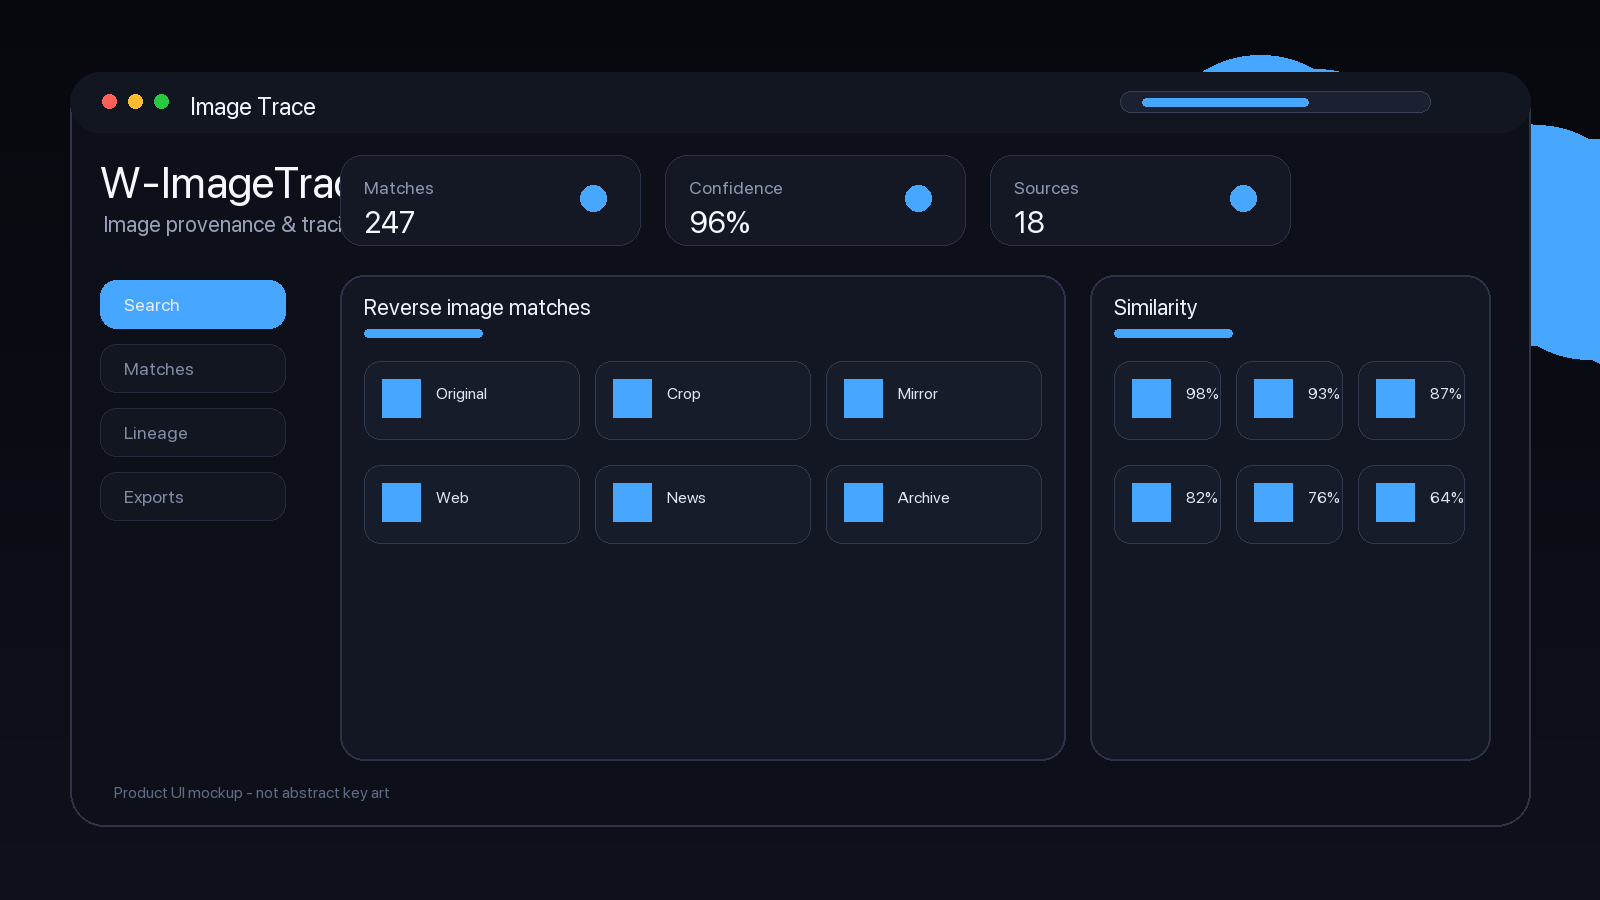 Image Trace
W-ImageTrac
Image provenance & traci
Matches
247
Confidence
96%
Sources
18
Search
Matches
Lineage
Exports
Reverse image matches
Original
Crop
Mirror
Web
News
Archive
Similarity
98%
93%
87%
82%
76%
64%
Product UI mockup - not abstract key art